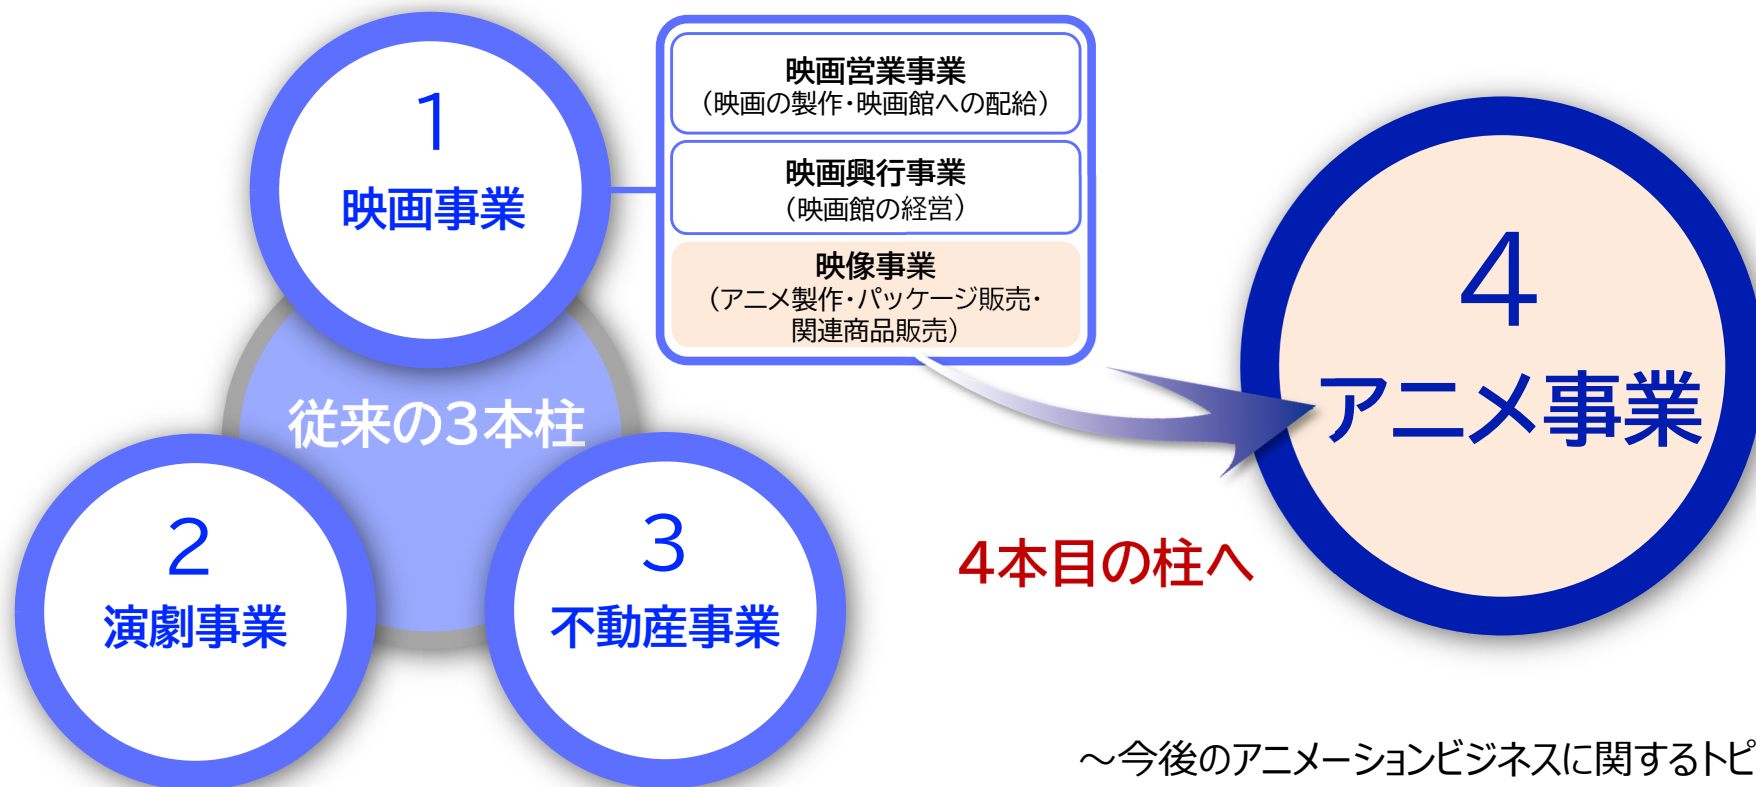 1
映画事業
映画営業事業
（映画の製作・映画館への配給）
映画興行事業
（映画館の経営）
映像事業
（アニメ製作・パッケージ販売・
関連商品販売）
従来の3本柱
2
演劇事業
3
不動産事業
4
アニメ事業
4本目の柱へ
～今後のアニメーションビジネスに関するトピ